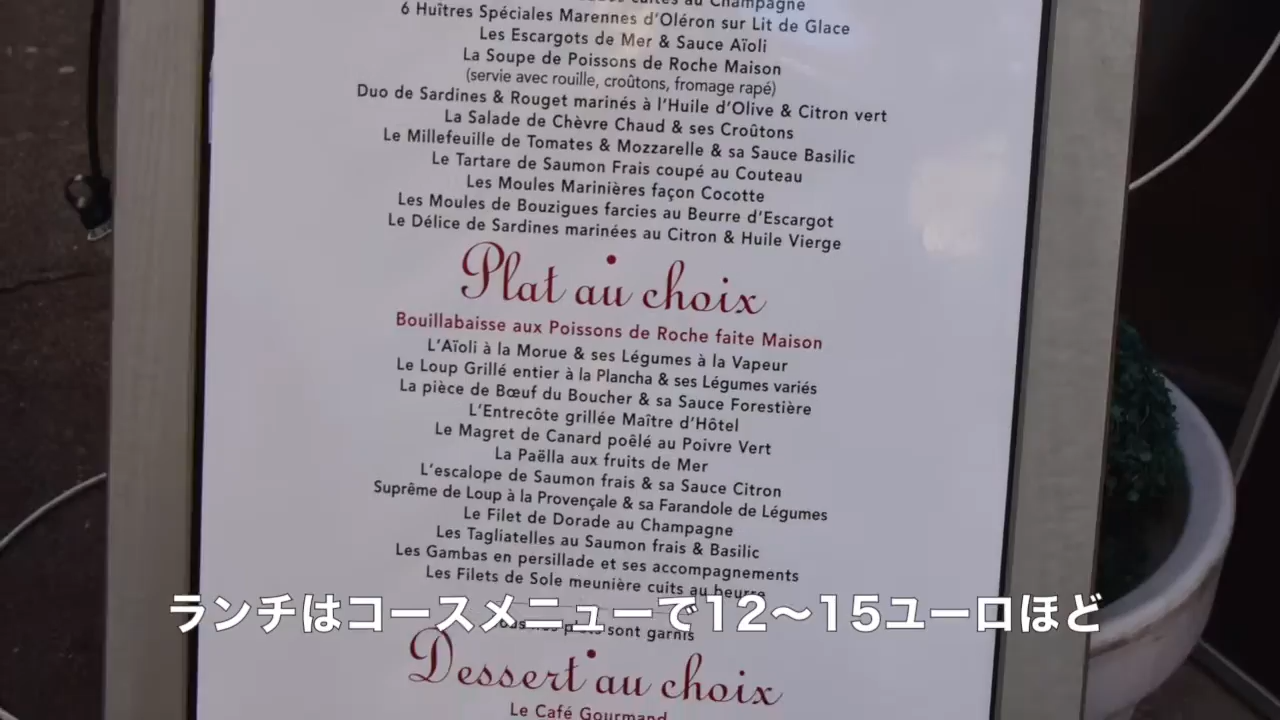 au Champagne
6 Huîtres Spéciales Marennes d'Oléron sur Lit de Glace
Les Escargots de Mer & Sauce Aïoli
La Soupe de Poissons de Roche Maison
(servie avec rouille, croûtons, fromage rapé)
Duo de Sardines & Rouget marinés à l'Huile d'Olive & Citron vert
La Salade de Chèvre Chaud & ses Croûtons
Le Millefeuille de Tomates & Mozzarelle & sa Sauce Basilic
Le Tartare de Saumon Frais coupé au Couteau
Les Moules Marinières façon Cocotte
Les Moules de Bouzigues farcies au Beurre d'Escargot
Le Délice de Sardines marinées au Citron & Huile Vierge
Plat au choix
Bouillabaisse aux Poissons de Roche faite Maison
L'Aïoli à la Morue & ses Légumes à la Vapeur
Le Loup Grillé entier à la Plancha & ses Légumes variés
La pièce de Bœuf du Boucher & sa Sauce Forestière
L'Entrecôte grillée Maître d'Hôtel
Le Magret de Canard poêlé au Poivre Vert
La Paëlla aux fruits de Mer
L'escalope de Saumon frais & sa Sauce Citron
Suprême de Loup à la Provençale & sa Farandole de Légumes
Le Filet de Dorade au Champagne
Les Tagliatelles au Saumon frais & Basilic
Les Gambas en persillade et ses accompagnements
Les Filets de Sole meunière cuits au beurre
ランチはコースメニューで12〜15ユーロほど
sont garnis
Dessert au choix
Le Café Gourmand